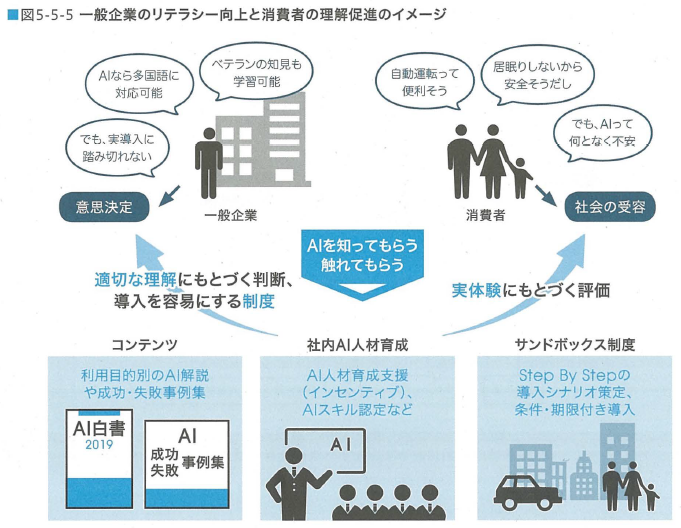 ■図5-5-5 一般企業のリテラシー向上と消費者の理解促進のイメージ
AIなら多国語に
対応可能
ベテランの知見も
学習可能
でも、実導入に
踏み切れない
意思決定
一般企業
自動運転って
便利そう
居眠りしないから
安全そうだし
でも、AIって
何となく不安
消費者
社会の受容
AIを知ってもらう
触れてもらう
適切な理解にもとづく判断、
導入を容易にする制度
実体験にもとづく評価
コンテンツ
利用目的別のAI解説
や成功・失敗事例集
AI白書
2019
AI
成功
失敗
事例集
社内AI人材育成
AI人材育成支援
（インセンティブ）、
AIスキル認定など
AI
サンドボックス制度
Step By Stepの
導入シナリオ策定、
条件・期限付き導入